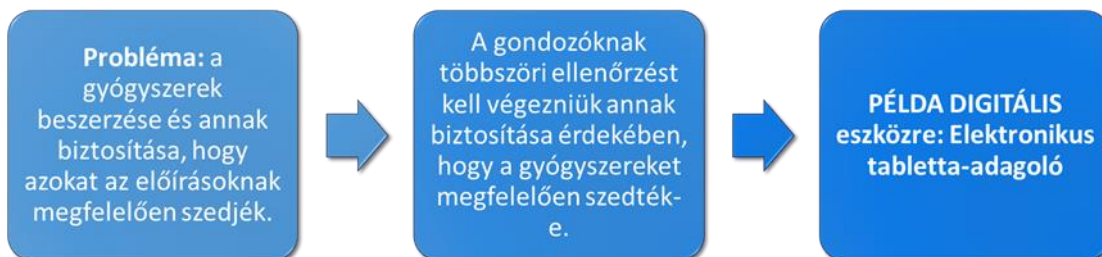 Probléma: a
gyógyszerek
beszerzése és annak
biztosítása, hogy
azokat az előírásoknak
megfelelően szedjék.
A gondozóknak
többszöri ellenőrzést
kell végezniük annak
biztosítása érdekében,
hogy a gyógyszereket
megfelelően szedték-
e.
PÉLDA DIGITÁLIS
eszközre: Elektronikus
tabletta-adagoló